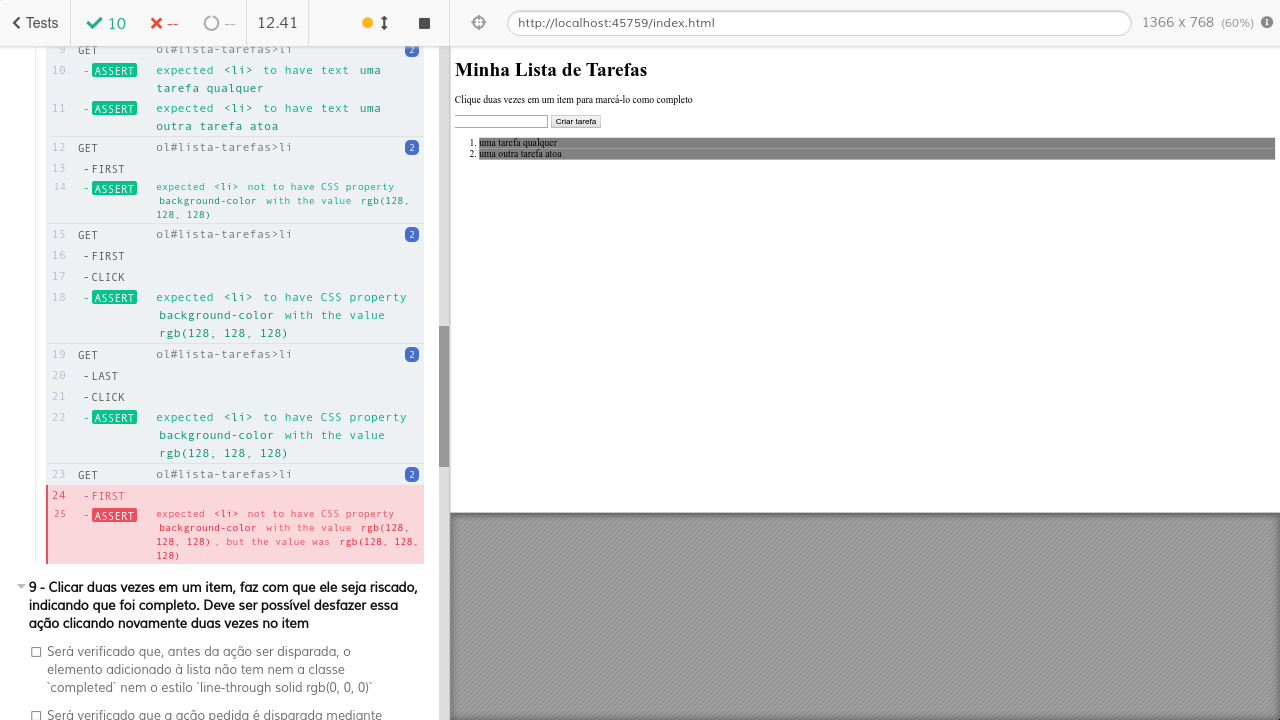 Tests
10
--
--
12.41
http://localhost:45759/index.html
1366 x 768 (60%)
9 GET ol#lista-tarefas>li 2
10 - ASSERT expected <li> to have text uma
tarefa qualquer
11 - ASSERT expected <li> to have text uma
outra tarefa atoa
12 GET ol#lista-tarefas>li 2
13 - FIRST
14 - ASSERT expected <li> not to have CSS property
background-color with the value rgb(128,
128, 128)
15 GET ol#lista-tarefas>li 2
16 - FIRST
17 - CLICK
18 - ASSERT expected <li> to have CSS property
background-color with the value
rgb(128, 128, 128)
19 GET ol#lista-tarefas>li 2
20 - LAST
21 - CLICK
22 - ASSERT expected <li> to have CSS property
background-color with the value
rgb(128, 128, 128)
23 GET ol#lista-tarefas>li 2
24 - FIRST
25 - ASSERT expected <li> not to have CSS property
background-color with the value rgb(128,
128, 128), but the value was rgb(128, 128,
128)
9 - Clicar duas vezes em um item, faz com que ele seja riscado,
indicando que foi completo. Deve ser possível desfazer essa
ação clicando novamente duas vezes no item
Será verificado que, antes da ação ser disparada, o
elemento adicionado à lista não tem nem a classe
`completed` nem o estilo `line-through solid rgb(0, 0, 0)`
Será verificado que a ação pedida é disparada mediante
Minha Lista de Tarefas
Clique duas vezes em um item para marcá-lo como completo
Criar tarefa
1. uma tarefa qualquer
2. uma outra tarefa atoa